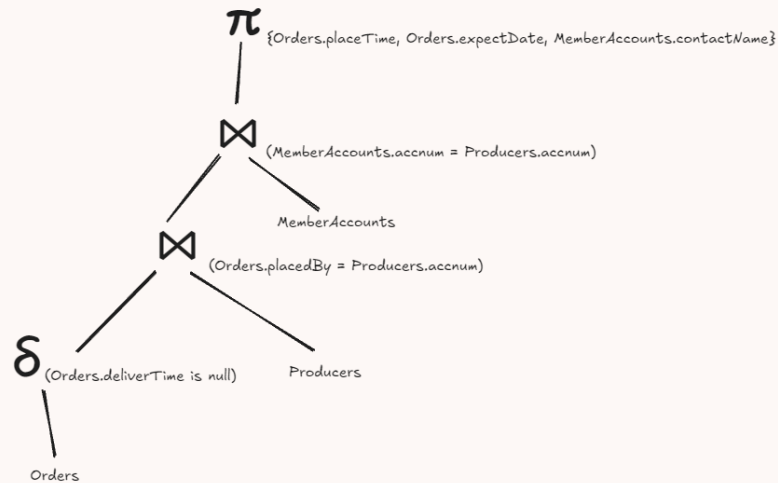 π {Orders.placeTime, Orders.expectDate, MemberAccounts.contactName}
⋈ (MemberAccounts.accnum = Producers.accnum)
MemberAccounts
⋈ (Orders.placedBy = Producers.accnum)
δ (Orders.deliverTime is null)
Producers
Orders